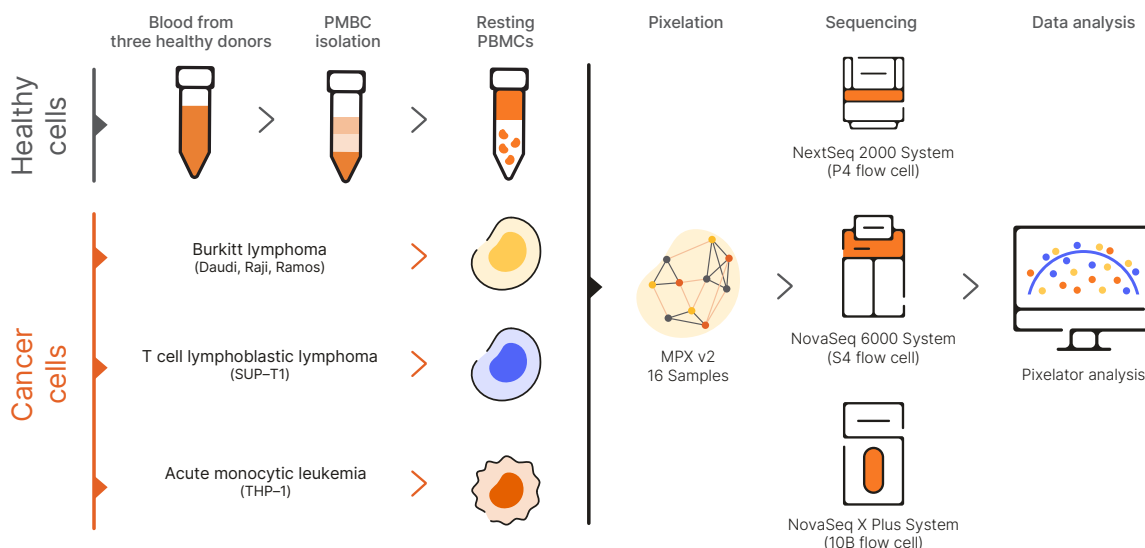 Blood from
three healthy donors
PMBC
isolation
Resting
PBMCs
Pixelation
Sequencing
Data analysis
Healthy
cells
NextSeq 2000 System
(P4 flow cell)
Cancer
cells
Burkitt lymphoma
(Daudi, Raji, Ramos)
T cell lymphoblastic lymphoma
(SUP–T1)
Acute monocytic leukemia
(THP–1)
MPX v2
16 Samples
NovaSeq 6000 System
(S4 flow cell)
Pixelator analysis
NovaSeq X Plus System
(10B flow cell)